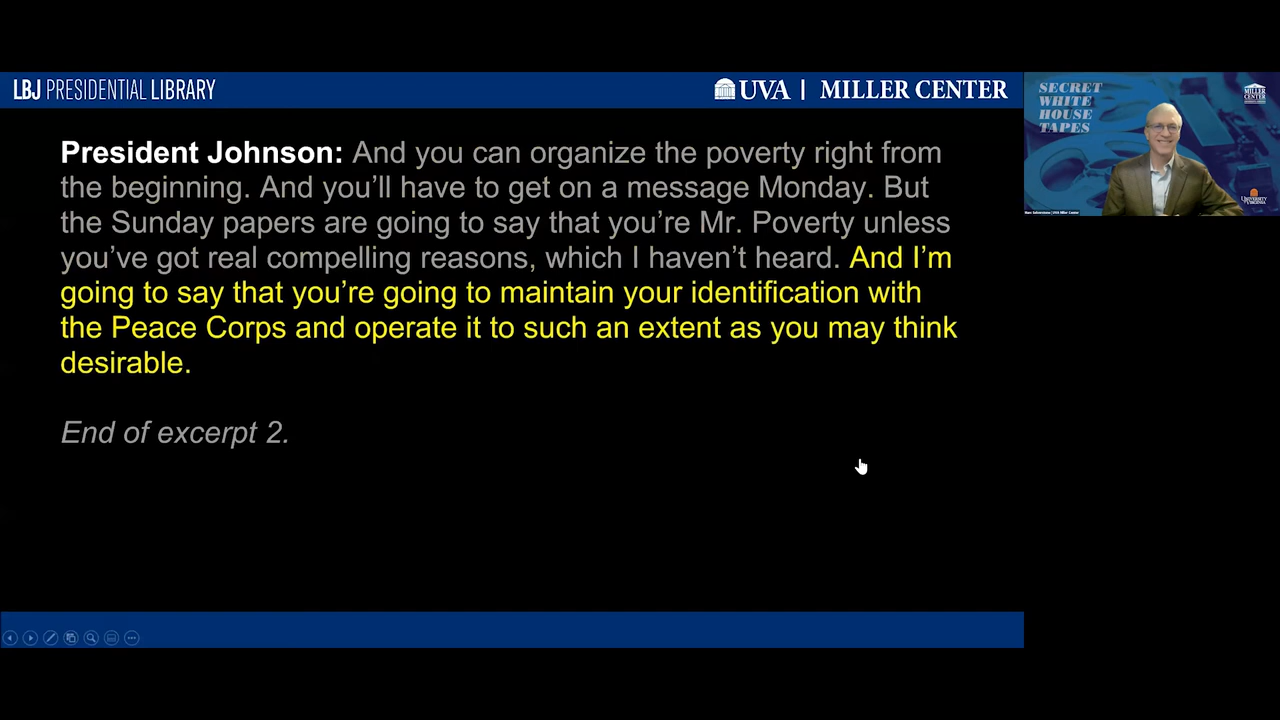 LBJ PRESIDENTIAL LIBRARY
UVA | MILLER CENTER
President Johnson: And you can organize the poverty right from
the beginning. And you’ll have to get on a message Monday. But
the Sunday papers are going to say that you’re Mr. Poverty unless
you’ve got real compelling reasons, which I haven’t heard. And I’m
going to say that you’re going to maintain your identification with
the Peace Corps and operate it to such an extent as you may think
desirable.
End of excerpt 2.
SECRET
WHITE
HOUSE
TAPES
MILLER
CENTER
UNIVERSITY
VIRGINIA